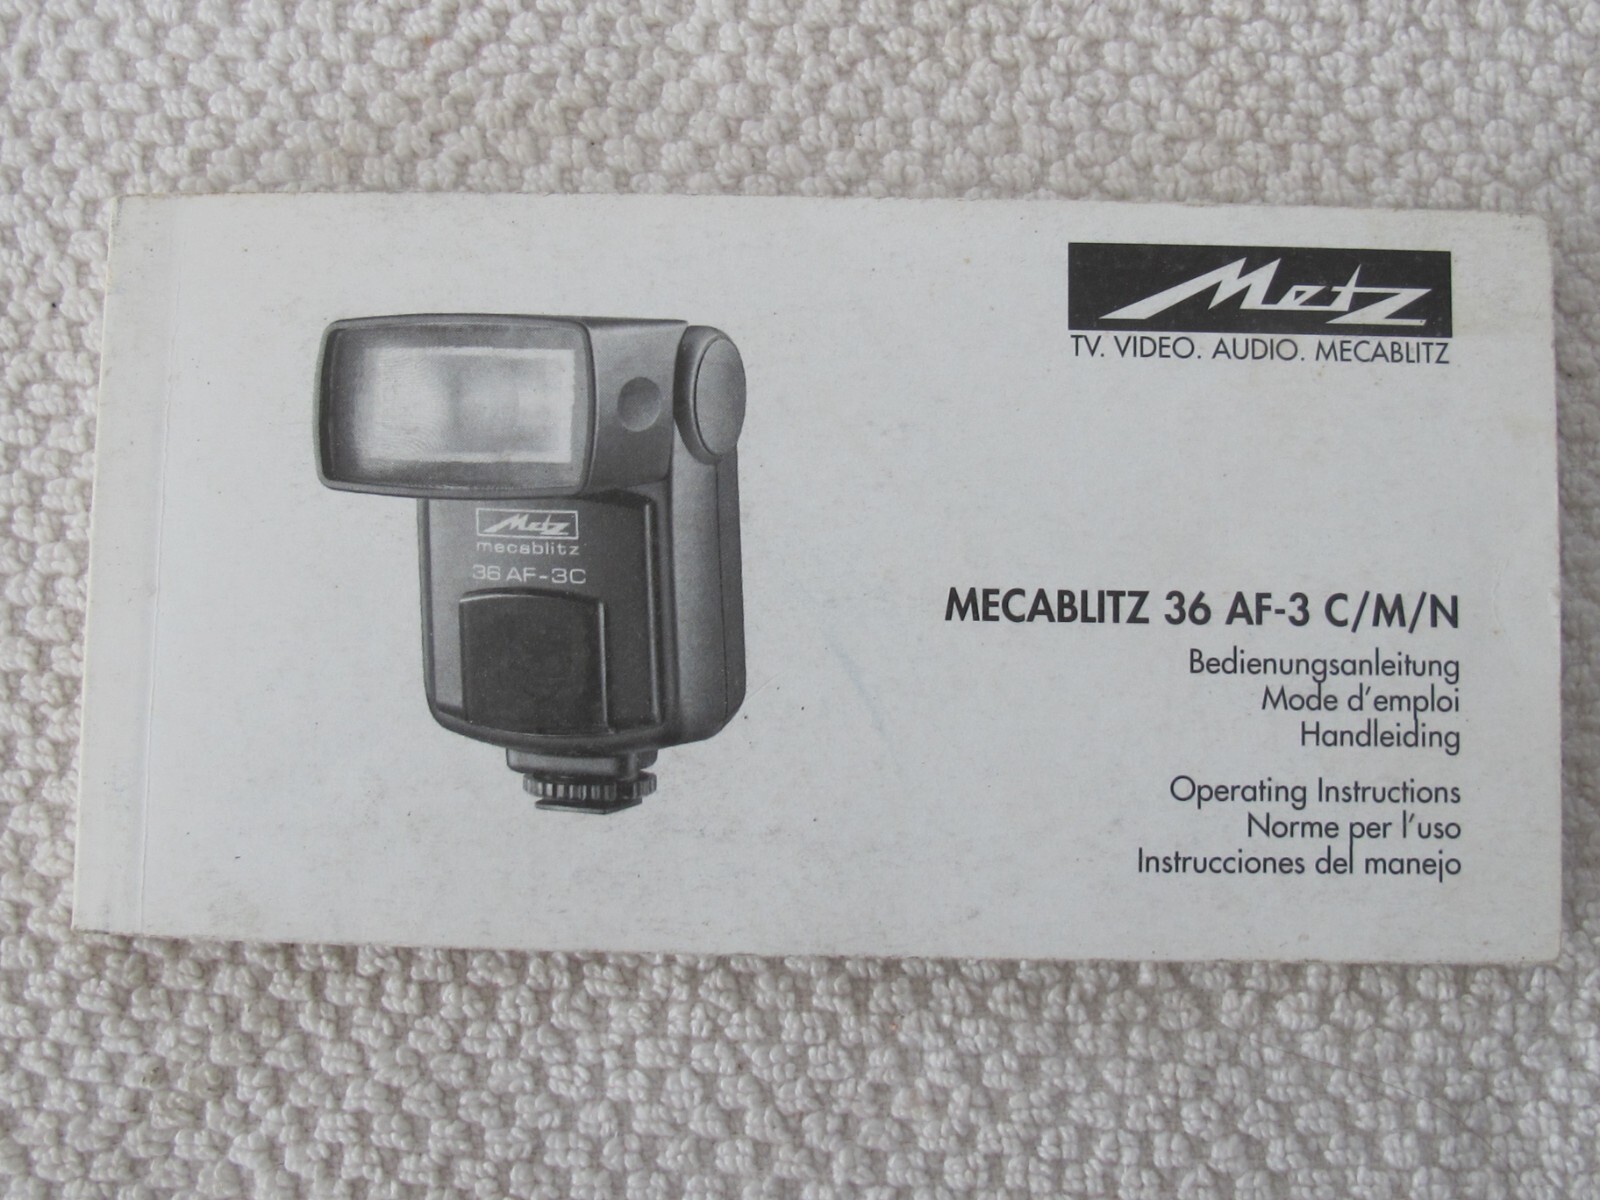 Metz
TV. VIDEO. AUDIO. MECABLITZ
Metz
mecablitz
36 AF-3C
MECABLITZ 36 AF-3 C/M/N
Bedienungsanleitung
Mode d'emploi
Handleiding
Operating Instructions
Norme per l'uso
Instrucciones del manejo